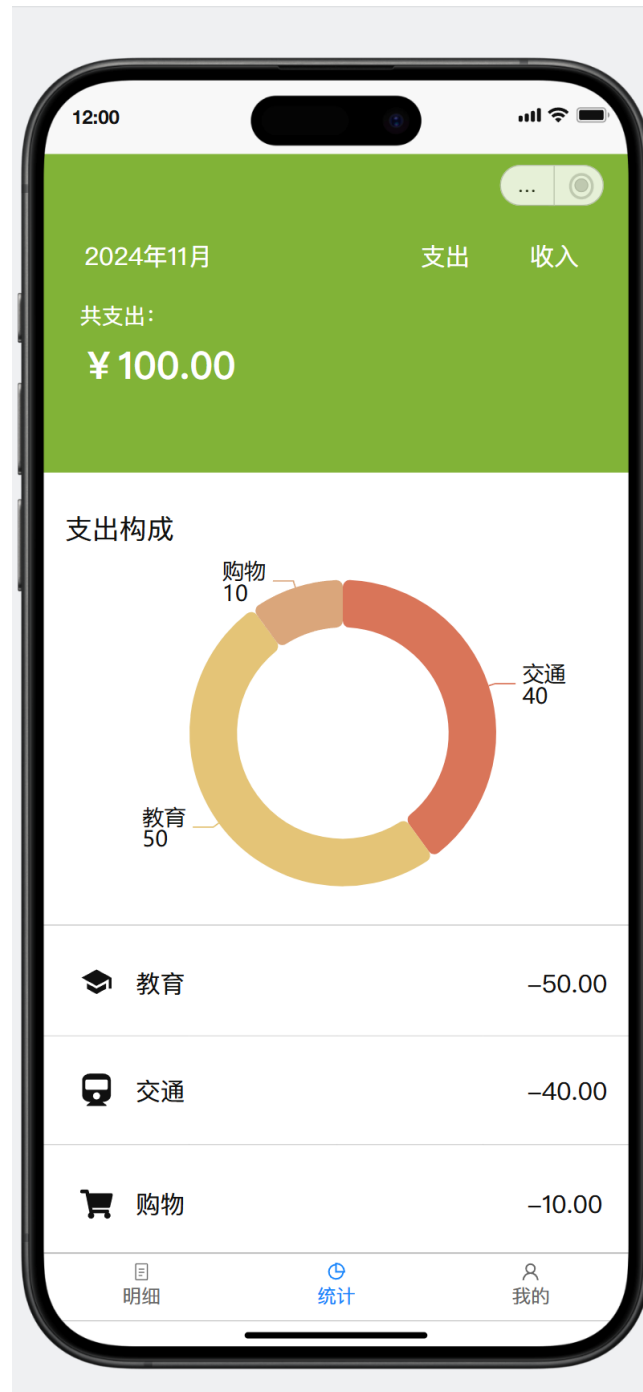 12:00
...
2024年11月 支出 收入
共支出：
￥100.00
支出构成
购物
10
交通
40
教育
50
教育 –50.00
交通 –40.00
购物 –10.00
明细 统计 我的